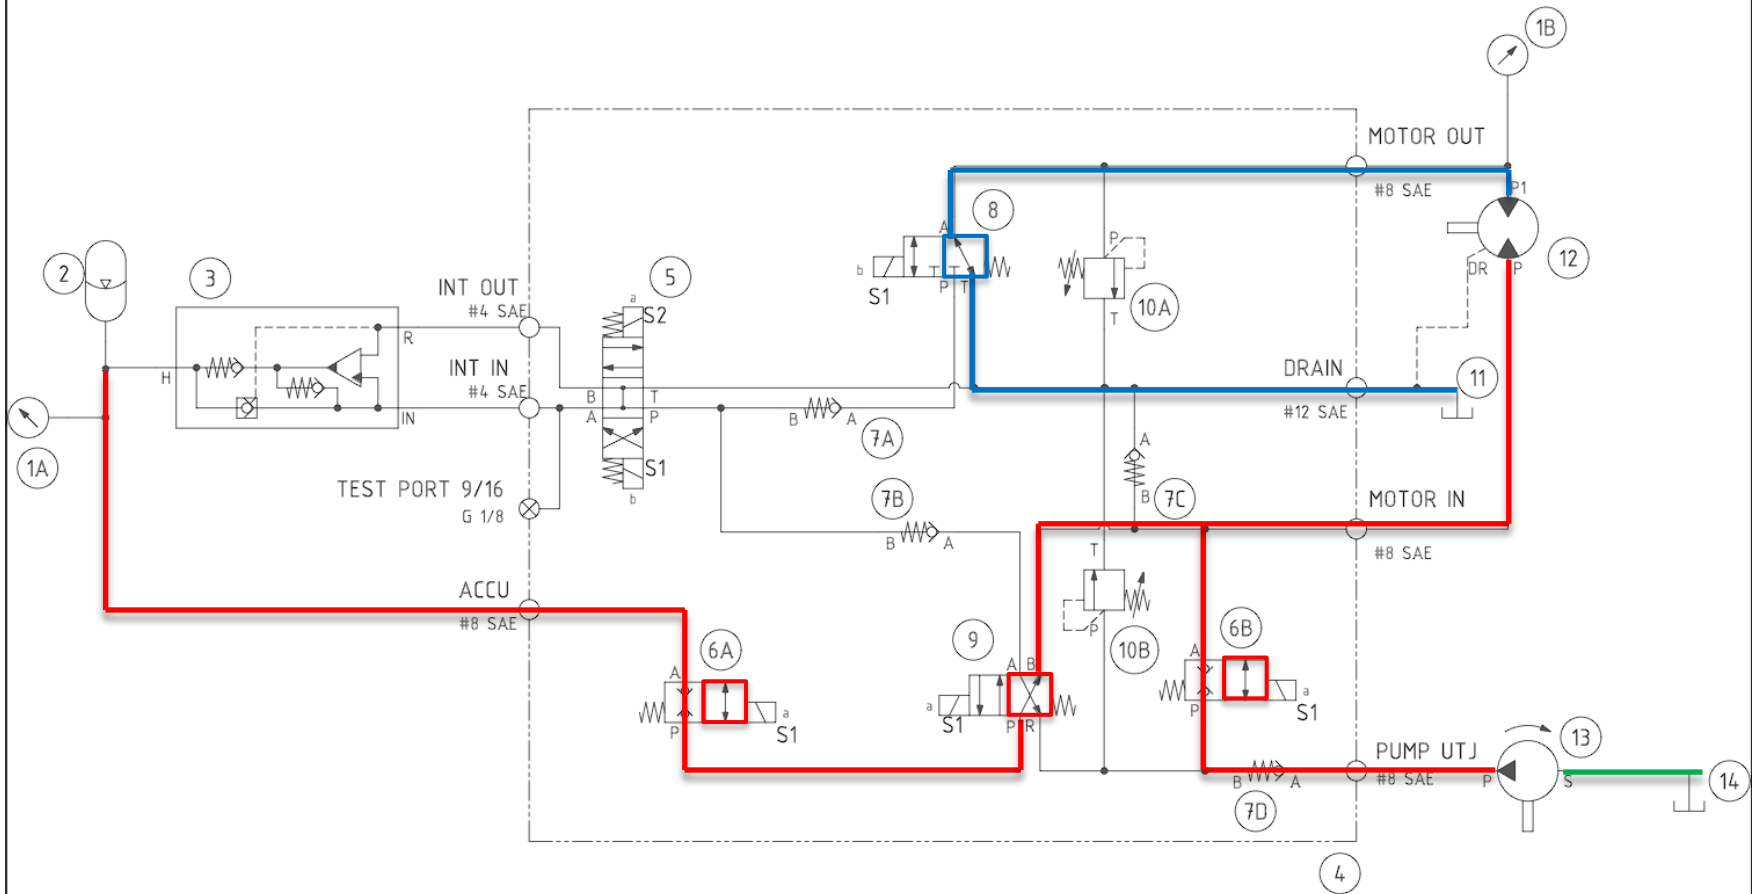 1B
MOTOR OUT
#8 SAE
P1
12
DR
P
8
A
b
S1
T
T
P
T
P
10A
T
2
3
INT OUT
#4 SAE
R
5
a
S2
INT IN
#4 SAE
H
IN
B
T
A
P
S1
b
1A
B
A
7A
DRAIN
#12 SAE
11
A
B
7C
TEST PORT 9/16
G 1/8
7B
B
A
MOTOR IN
#8 SAE
ACCU
#8 SAE
T
P
10B
6A
A
P
a
S1
9
A
B
a
S1
P
R
6B
A
P
a
S1
PUMP UTJ
#8 SAE
B
A
7D
13
P
S
14
4